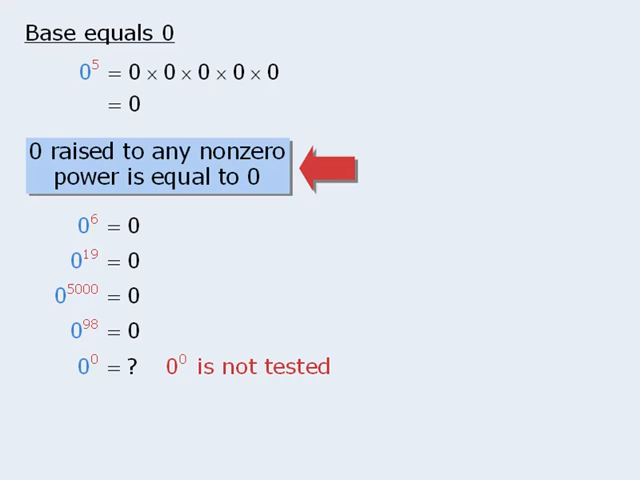 Base equals 0
0⁵ = 0 × 0 × 0 × 0 × 0
= 0
0 raised to any nonzero
power is equal to 0
0⁶ = 0
0¹⁹ = 0
0⁵⁰⁰⁰ = 0
0⁹⁸ = 0
0⁰ = ? 0⁰ is not tested